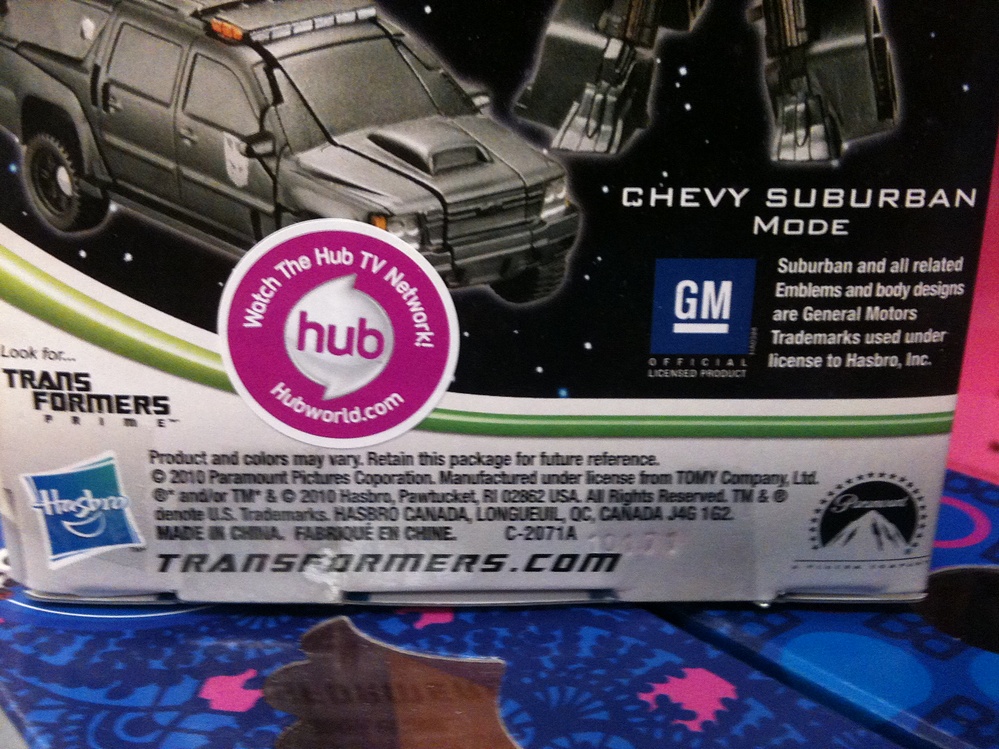 CHEVY SUBURBAN
MODE
GM
OFFICIAL
LICENSED PRODUCT
Suburban and all related
Emblems and body designs
are General Motors
Trademarks used under
license to Hasbro, Inc.
Watch The Hub TV Network!
hub
Hubworld.com
Look for...
TRANS
FORMERS
PRIME™
Hasbro
Product and colors may vary. Retain this package for future reference.
© 2010 Paramount Pictures Coporation. Manufactured under license from TOMY Company, Ltd.
®* and/or TM* & © 2010 Hasbro, Pawtucket, RI 02862 USA. All Rights Reserved. TM & ®
denote U.S. Trademarks. HASBRO CANADA, LONGUEUIL, QC, CANADA J4G 1G2.
MADE IN CHINA. FABRIQUÉ EN CHINE. C-2071A
TRANSFORMERS.COM
Paramount